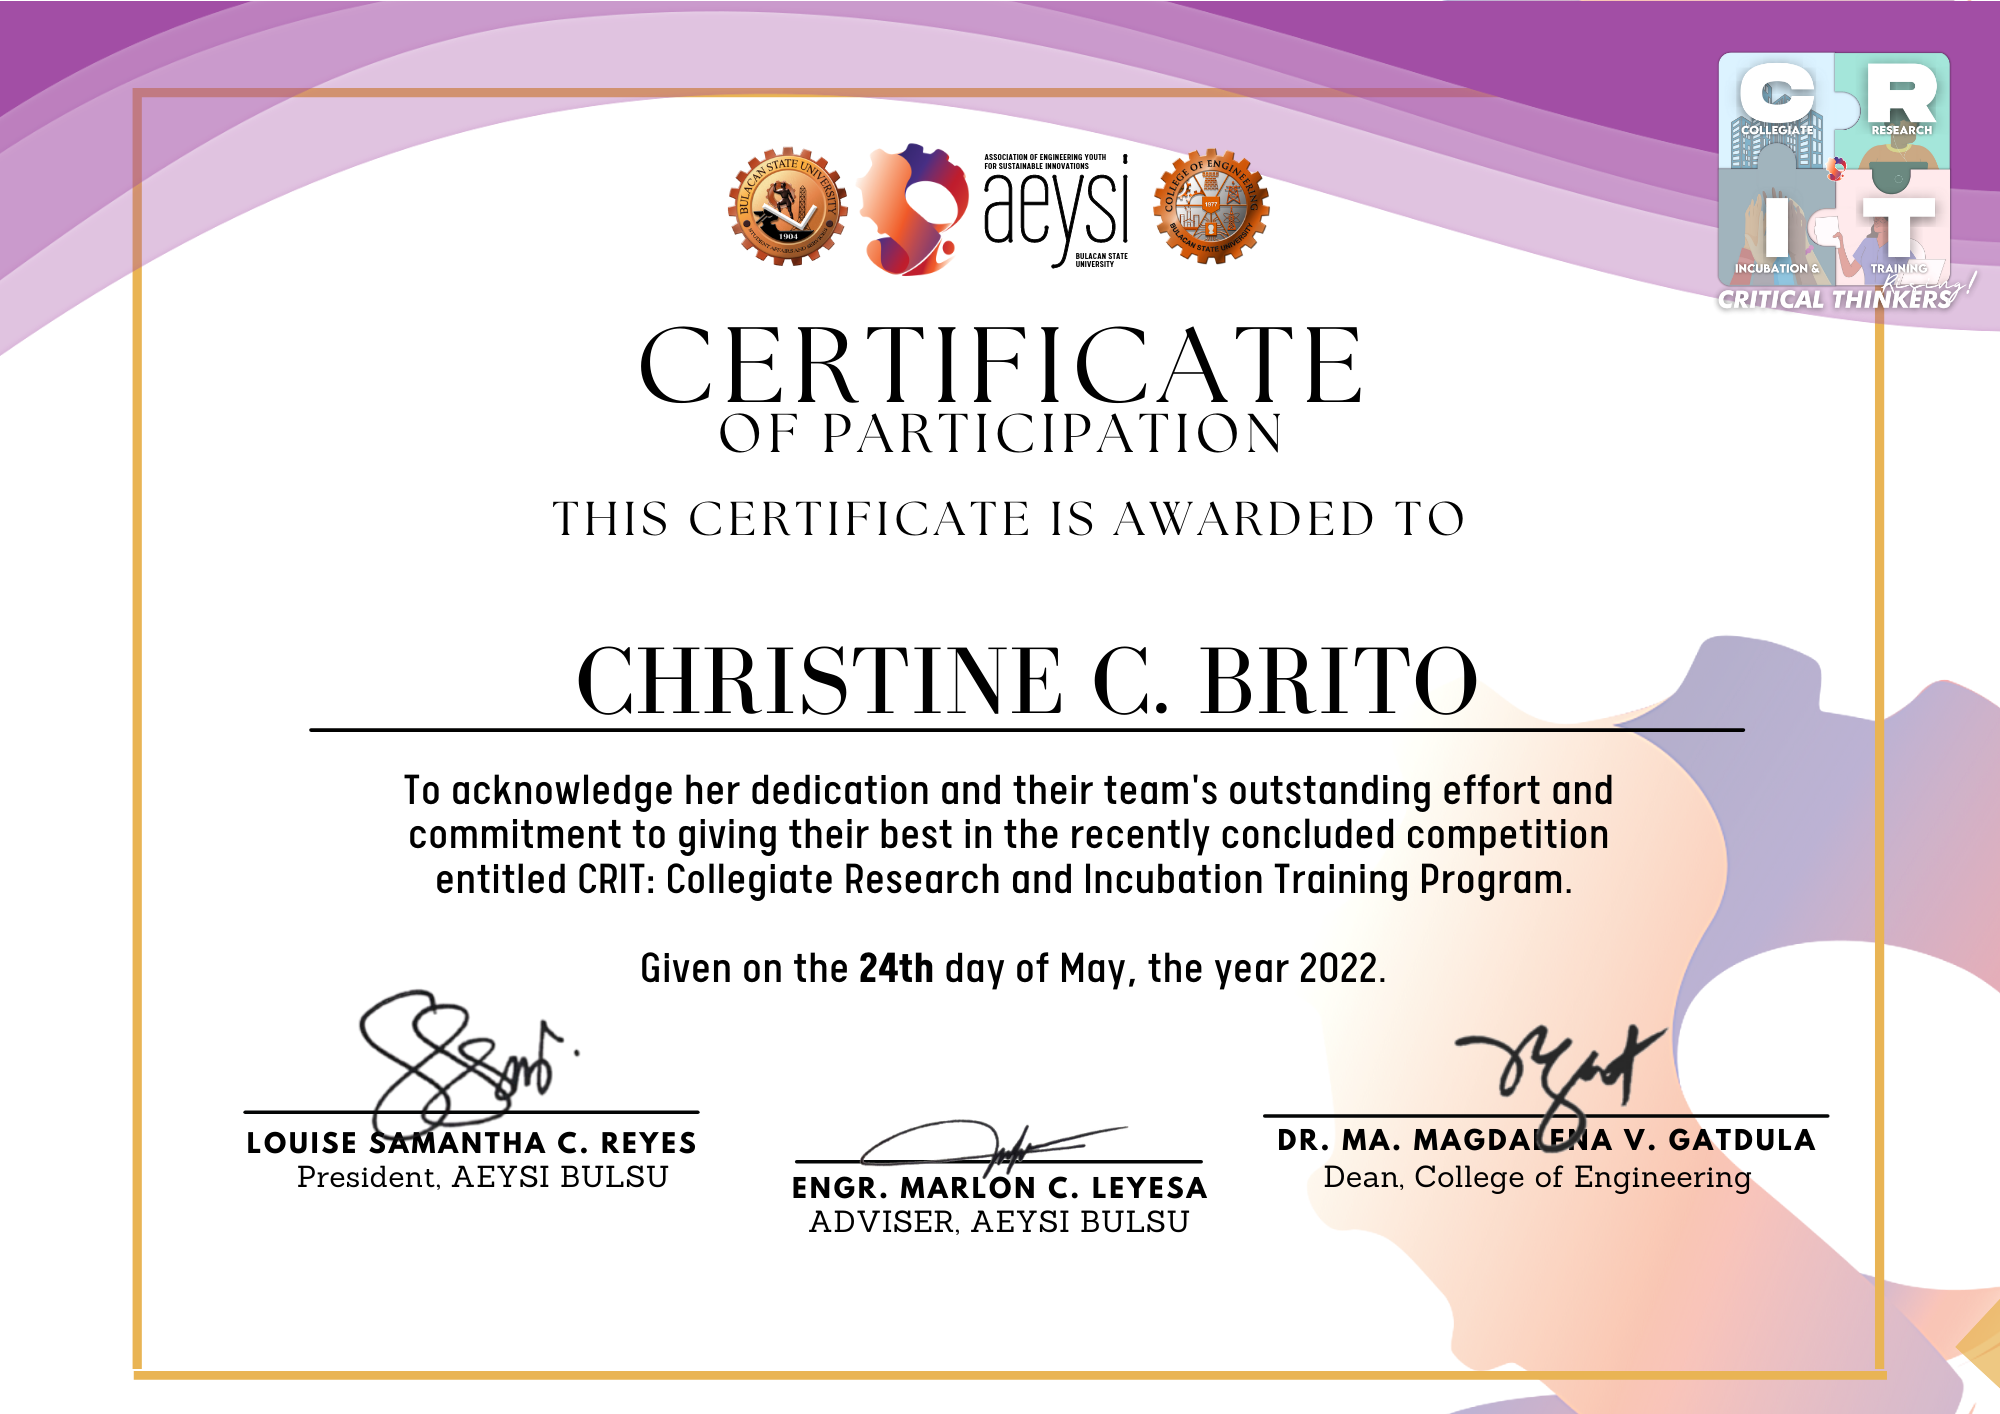 BULACAN STATE UNIVERSITY
1904
STUDENT AFFAIRS AND SERVICES
ASSOCIATION OF ENGINEERING YOUTH
FOR SUSTAINABLE INNOVATIONS
aeysi
BULACAN STATE
UNIVERSITY
COLLEGE OF ENGINEERING
1977
BULACAN STATE UNIVERSITY
C R
COLLEGIATE RESEARCH
I T
INCUBATION & TRAINING
Rising!
CRITICAL THINKERS
CERTIFICATE
OF PARTICIPATION
THIS CERTIFICATE IS AWARDED TO
CHRISTINE C. BRITO
To acknowledge her dedication and their team's outstanding effort and
commitment to giving their best in the recently concluded competition
entitled CRIT: Collegiate Research and Incubation Training Program.
Given on the 24th day of May, the year 2022.
LOUISE SAMANTHA C. REYES
President, AEYSI BULSU
ENGR. MARLON C. LEYESA
ADVISER, AEYSI BULSU
DR. MA. MAGDALENA V. GATDULA
Dean, College of Engineering